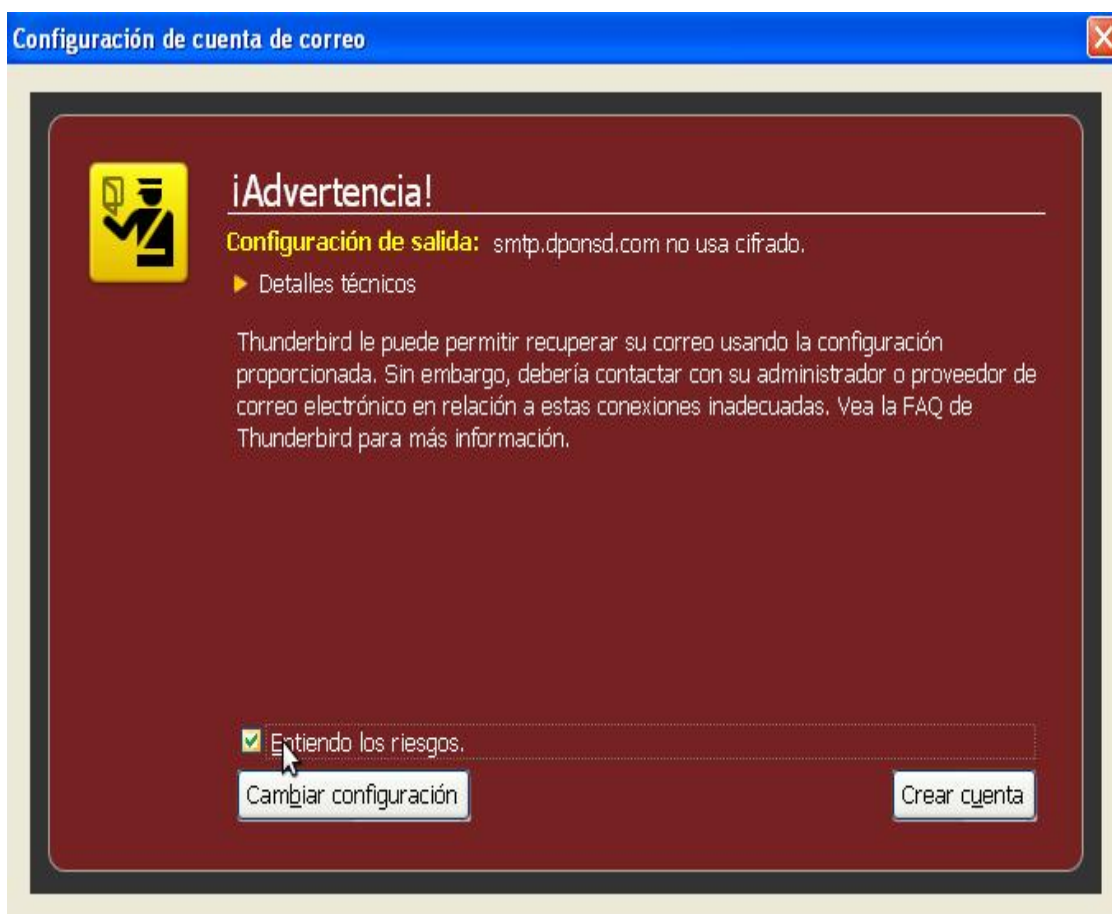 Configuración de cuenta de correo
¡Advertencia!
Configuración de salida: smtp.dponsd.com no usa cifrado.
Detalles técnicos
Thunderbird le puede permitir recuperar su correo usando la configuración
proporcionada. Sin embargo, debería contactar con su administrador o proveedor de
correo electrónico en relación a estas conexiones inadecuadas. Vea la FAQ de
Thunderbird para más información.
Entiendo los riesgos.
Cambiar configuración
Crear cuenta